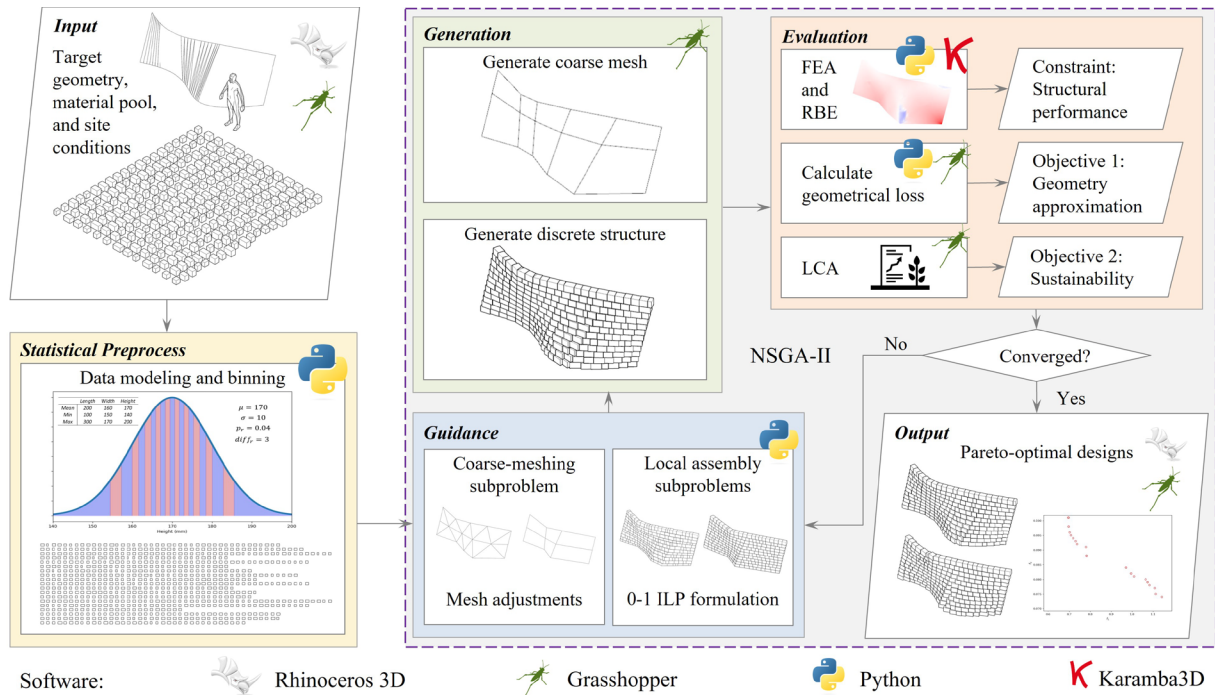 Input
Target
geometry,
material pool,
and site
conditions
Statistical Preprocess
Data modeling and binning
Length Width Height
Mean 200 160 170
Min 100 150 140
Max 300 170 200
μ = 170
σ = 10
p_r = 0.04
diff_r = 3
140 150 160 170 180 190 200
Height (mm)
Generation
Generate coarse mesh
Generate discrete structure
Guidance
Coarse-meshing
subproblem
Mesh adjustments
Local assembly
subproblems
0-1 ILP formulation
Evaluation
FEA
and
RBE
Constraint:
Structural
performance
Calculate
geometrical loss
Objective 1:
Geometry
approximation
LCA
Objective 2:
Sustainability
NSGA-II
No
Converged?
Yes
Output
Pareto-optimal designs
Software:
Rhinoceros 3D
Grasshopper
Python
Karamba3D